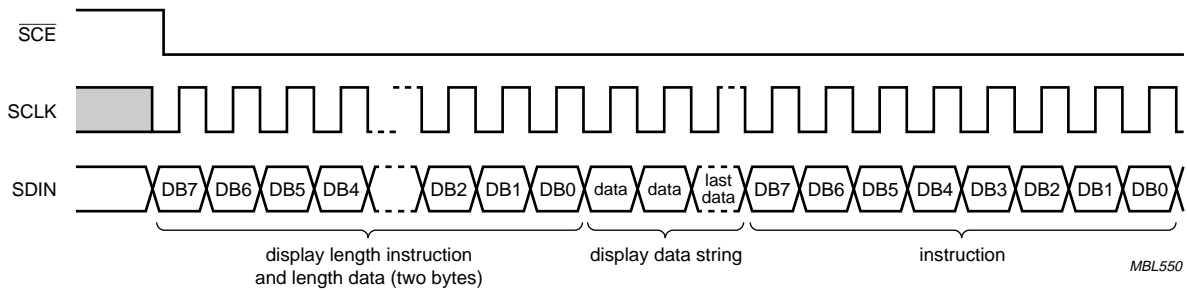 SCE
SCLK
SDIN DB7 DB6 DB5 DB4 DB2 DB1 DB0 data data last data DB7 DB6 DB5 DB4 DB3 DB2 DB1 DB0
display length instruction
and length data (two bytes)
display data string
instruction
MBL550